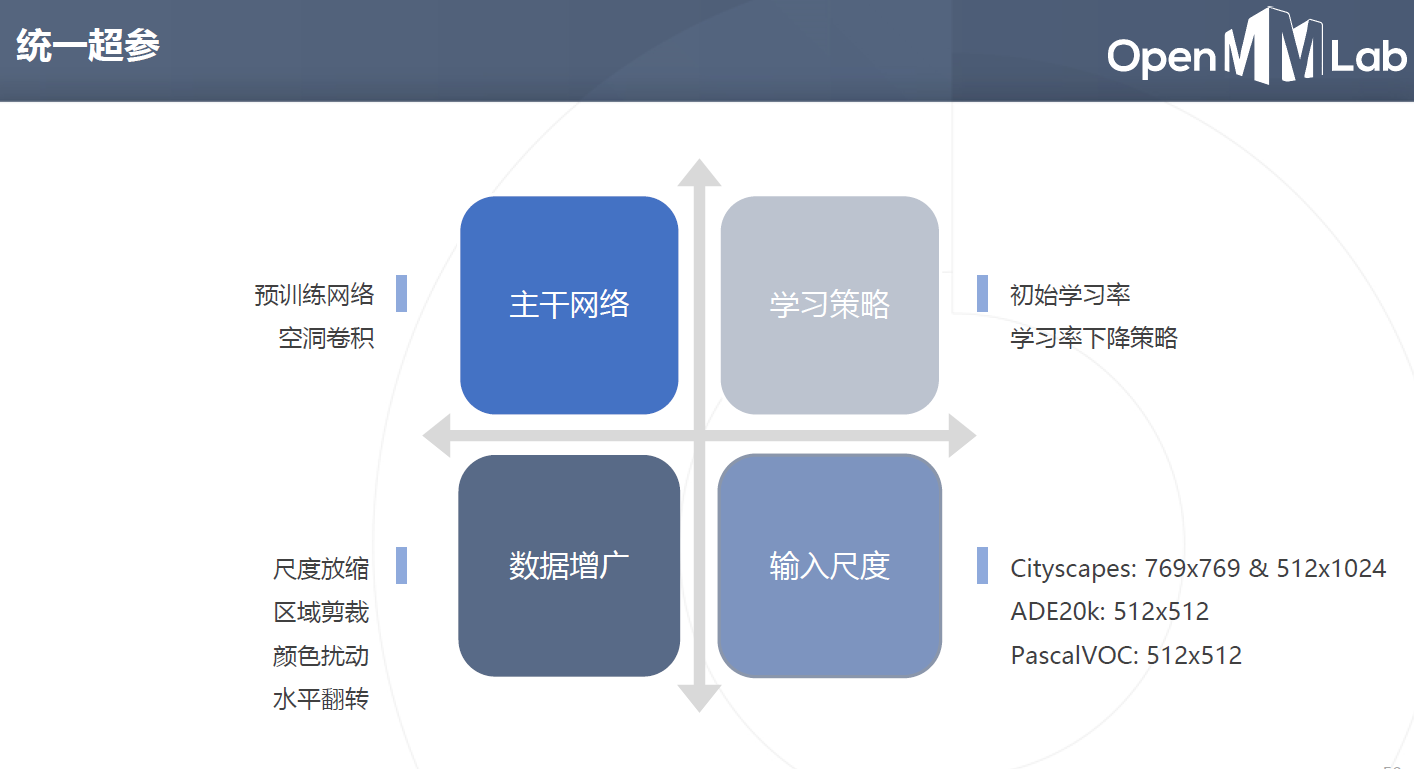 统一超参
OpenMMLab
主干网络
学习策略
预训练网络
空洞卷积
初始学习率
学习率下降策略
数据增广
输入尺度
尺度放缩
区域剪裁
颜色扰动
水平翻转
Cityscapes: 769x769 & 512x1024
ADE20k: 512x512
PascalVOC: 512x512